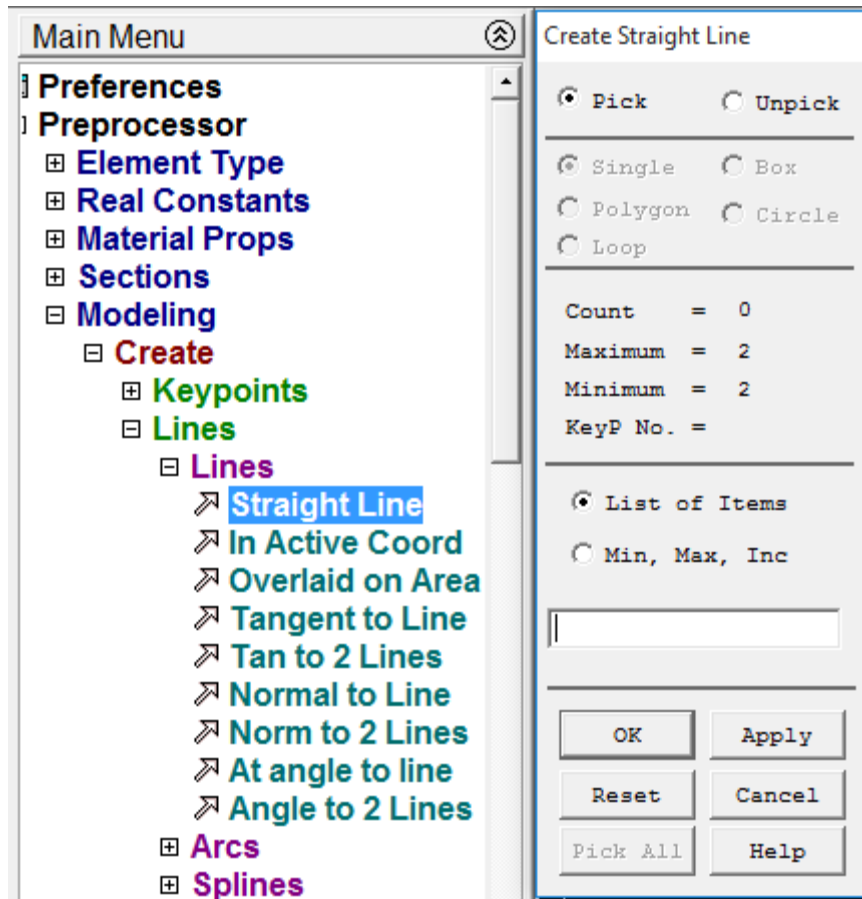 Main Menu
Preferences
Preprocessor
Element Type
Real Constants
Material Props
Sections
Modeling
Create
Keypoints
Lines
Lines
Straight Line
In Active Coord
Overlaid on Area
Tangent to Line
Tan to 2 Lines
Normal to Line
Norm to 2 Lines
At angle to line
Angle to 2 Lines
Arcs
Splines
Create Straight Line
Pick Unpick
Single Box
Polygon Circle
Loop
Count = 0
Maximum = 2
Minimum = 2
KeyP No. =
List of Items
Min, Max, Inc
OK Apply
Reset Cancel
Pick All Help